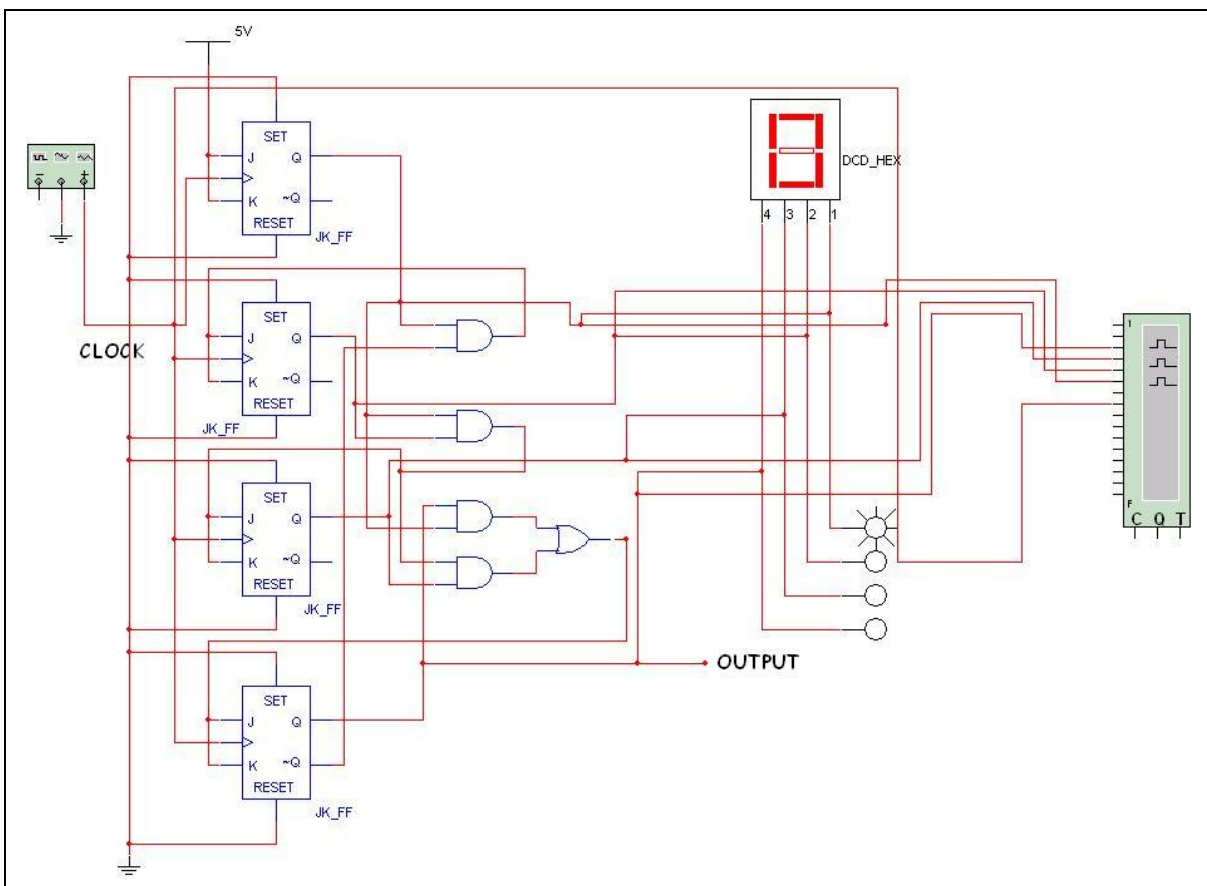 5V
SET
J Q
K ~Q
RESET
JK_FF
DCD_HEX
4 3 2 1
CLOCK
SET
J Q
K ~Q
RESET
JK_FF
1
SET
J Q
K ~Q
RESET
JK_FF
F
C Q T
OUTPUT
SET
J Q
K ~Q
RESET
JK_FF